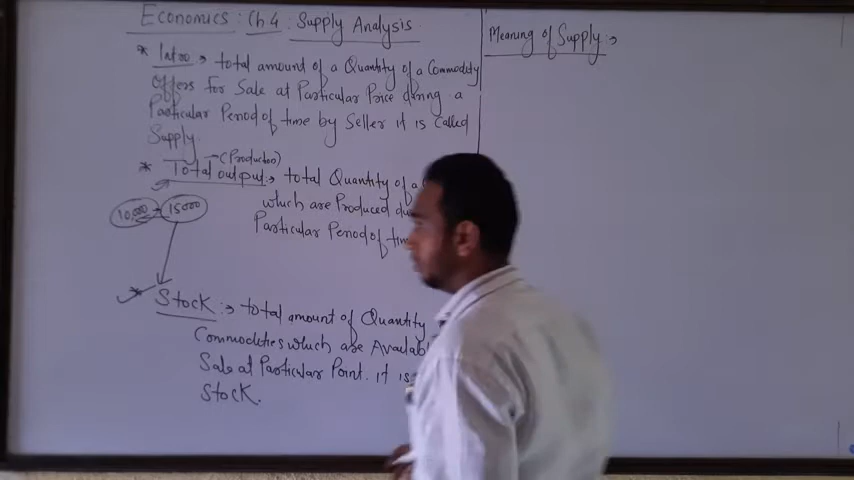 Economics: Ch 4: Supply Analysis.
* Intro → total amount of a Quantity of a Commodity
offers for Sale at Particular Price during a
Particular Period of time by Seller it is called
Supply.
→ (Production)
* Total output :→ total Quantity of a
which are Produced du
Particular Period of tim
10,000 15000
* Stock :→ total amount of Quantity
Commodities which are Availab
Sale at Particular Point. it is
Stock.
Meaning of Supply :→